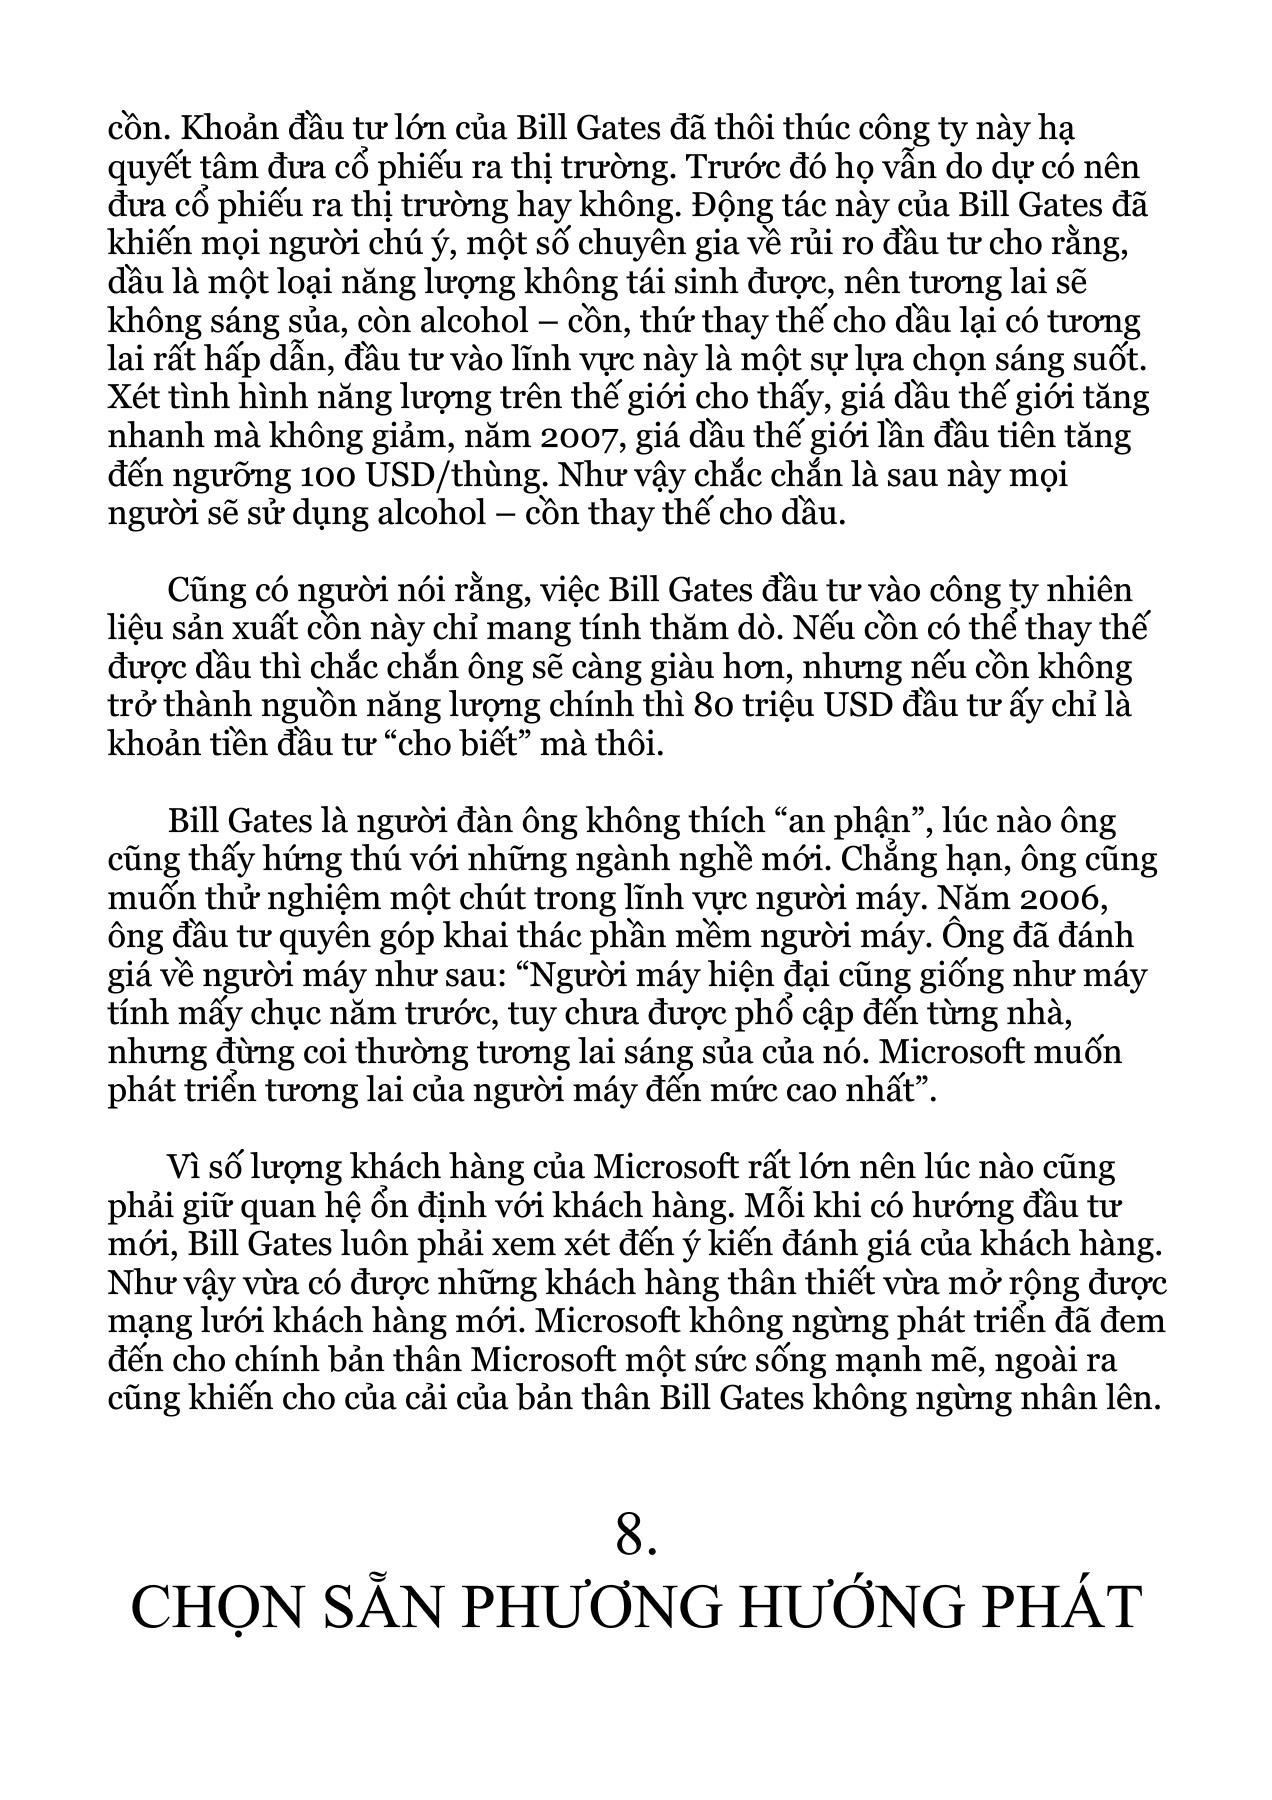 cồn. Khoản đầu tư lớn của Bill Gates đã thôi thúc công ty này hạ
quyết tâm đưa cổ phiếu ra thị trường. Trước đó họ vẫn do dự có nên
đưa cổ phiếu ra thị trường hay không. Động tác này của Bill Gates đã
khiến mọi người chú ý, một số chuyên gia về rủi ro đầu tư cho rằng,
dầu là một loại năng lượng không tái sinh được, nên tương lai sẽ
không sáng sủa, còn alcohol – cồn, thứ thay thế cho dầu lại có tương
lai rất hấp dẫn, đầu tư vào lĩnh vực này là một sự lựa chọn sáng suốt.
Xét tình hình năng lượng trên thế giới cho thấy, giá dầu thế giới tăng
nhanh mà không giảm, năm 2007, giá dầu thế giới lần đầu tiên tăng
đến ngưỡng 100 USD/thùng. Như vậy chắc chắn là sau này mọi
người sẽ sử dụng alcohol – cồn thay thế cho dầu.
Cũng có người nói rằng, việc Bill Gates đầu tư vào công ty nhiên
liệu sản xuất cồn này chỉ mang tính thăm dò. Nếu cồn có thể thay thế
được dầu thì chắc chắn ông sẽ càng giàu hơn, nhưng nếu cồn không
trở thành nguồn năng lượng chính thì 80 triệu USD đầu tư ấy chỉ là
khoản tiền đầu tư “cho biết” mà thôi.
Bill Gates là người đàn ông không thích “an phận”, lúc nào ông
cũng thấy hứng thú với những ngành nghề mới. Chẳng hạn, ông cũng
muốn thử nghiệm một chút trong lĩnh vực người máy. Năm 2006,
ông đầu tư quyên góp khai thác phần mềm người máy. Ông đã đánh
giá về người máy như sau: “Người máy hiện đại cũng giống như máy
tính mấy chục năm trước, tuy chưa được phổ cập đến từng nhà,
nhưng đừng coi thường tương lai sáng sủa của nó. Microsoft muốn
phát triển tương lai của người máy đến mức cao nhất”.
Vì số lượng khách hàng của Microsoft rất lớn nên lúc nào cũng
phải giữ quan hệ ổn định với khách hàng. Mỗi khi có hướng đầu tư
mới, Bill Gates luôn phải xem xét đến ý kiến đánh giá của khách hàng.
Như vậy vừa có được những khách hàng thân thiết vừa mở rộng được
mạng lưới khách hàng mới. Microsoft không ngừng phát triển đã đem
đến cho chính bản thân Microsoft một sức sống mạnh mẽ, ngoài ra
cũng khiến cho của cải của bản thân Bill Gates không ngừng nhân lên.
8.
CHỌN SẴN PHƯƠNG HƯỚNG PHÁT